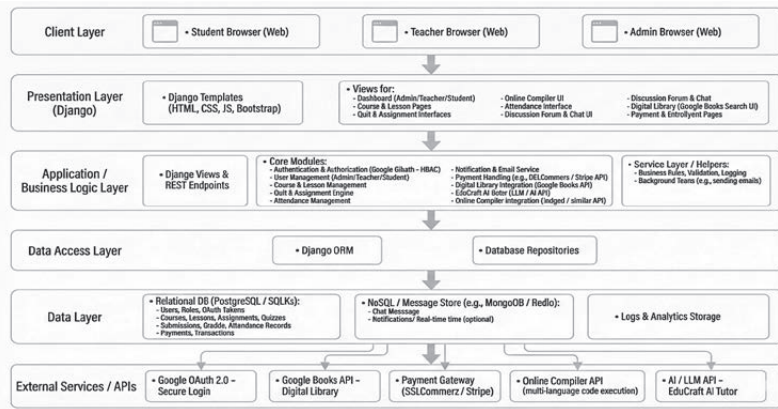 Client Layer
• Student Browser (Web)
• Teacher Browser (Web)
• Admin Browser (Web)
Presentation Layer
(Django)
• Django Templates
(HTML, CSS, JS, Bootstrap)
• Views for:
- Dashboard (Admin/Teacher/Student)
- Course & Lesson Pages
- Quit & Assignment Interfaces
- Online Compiler UI
- Attendance Interface
- Discussion Forum & Chat UI
- Discussion Forum & Chat
- Digital Library (Google Books Search UI)
- Payment & Entrollyent Pages
Application /
Business Logic Layer
• Djange Views &
REST Endpoints
• Core Modules:
- Authentication & Authorication (Google Gihath – HBAC)
- User Management (Admin/Teacher/Student)
- Course & Lesson Management
- Quit & Assignment Engine
- Attendance Management
- Notification & Email Service
- Payment Handling (e.g., DELCommers / Stripe API)
- Digital Library Integration (Google Books API)
- EduCraft AI Boter (LLM / AI API)
- Online Compiler integration (indged / similar API)
• Service Layer / Helpers:
- Business Rules, Validation, Logging
- Background Teans (e.g., sending emails)
Data Access Layer
• Django ORM
• Database Repositories
Data Layer
• Relational DB (PostgreSQL / SQLKs):
- Users, Roles, OAuth Takens
- Courses, Lessons, Assignments, Quizzes
- Submissions, Gradde, Attendance Records
- Payments, Transactions
• NoSQL / Message Store (e.g., MongoOB / Redlo):
- Chat Messsage
- Notifications/ Real-time time (optional)
• Logs & Analytics Storage
External Services / APIs
• Google OAuth 2.0 –
Secure Login
• Google Books API –
Digital Library
• Payment Gateway
(SSLCommerz / Stripe)
• Online Compiler API
(multi-language code execution)
• AI / LLM API –
EduCraft AI Tutor